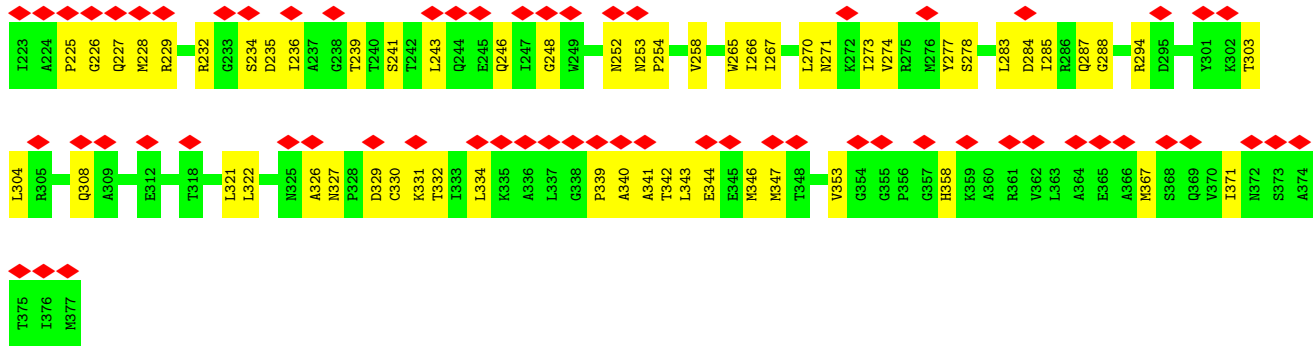 I223 A224 P225 G226 Q227 M228 R229 R232 G233 S234 D235 I236 A237 G238 T239 T240 S241 T242 L243 Q244 E245 Q246 I247 G248 W249 N252 N253 P254 V258 W265 I266 I267 L270 N271 K272 I273 V274 R275 M276 Y277 S278 L283 D284 I285 R286 Q287 G288 R294 D295 Y301 K302 T303
L304 R305 Q308 A309 E312 T318 L321 L322 N325 A326 N327 P328 D329 C330 K331 T332 I333 L334 K335 A336 L337 G338 P339 A340 A341 T342 L343 E344 E345 M346 M347 T348 V353 G354 G355 P356 G357 H358 K359 A360 R361 V362 L363 A364 E365 A366 M367 S368 Q369 V370 I371 N372 S373 A374
T375 I376 M377